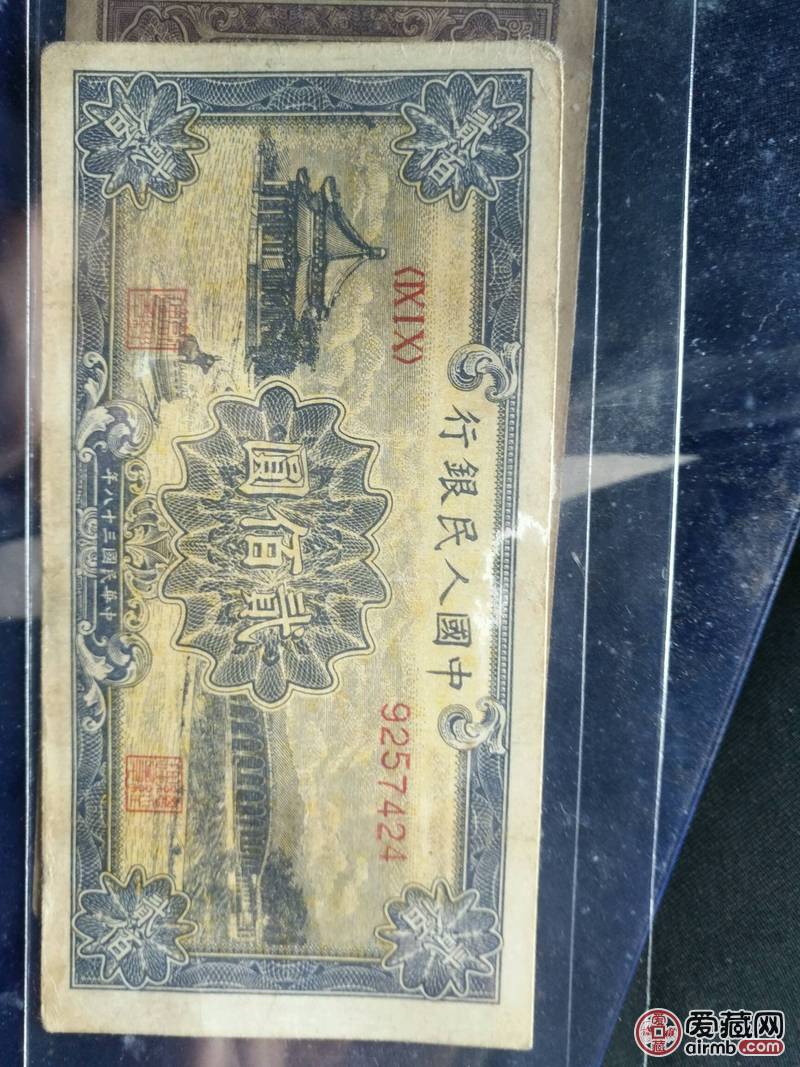 中國人民銀行
〈IX I X〉
9257424
貳佰
貳佰
貳佰圓
貳佰
貳佰
中華民國三十八年
爱藏网
airmb.com